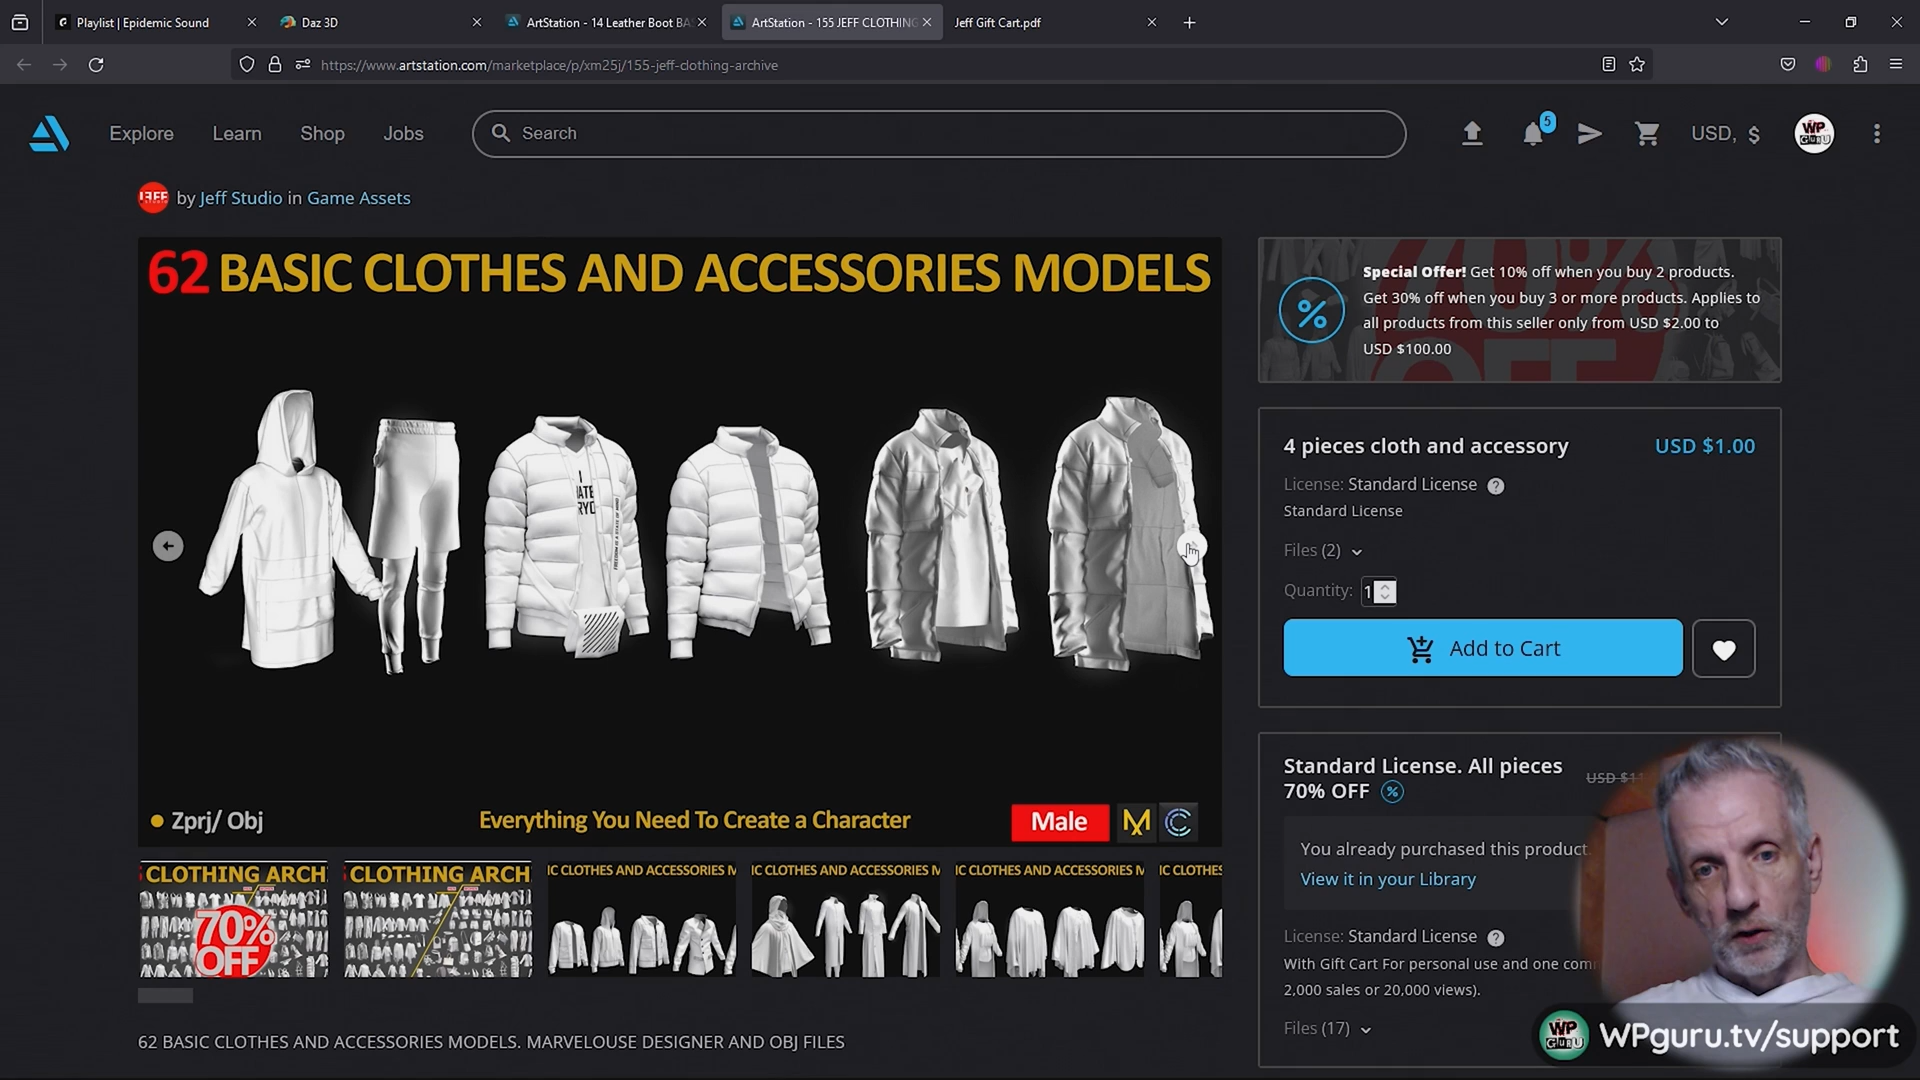 Playlist | Epidemic Sound
Daz 3D
ArtStation - 14 Leather Boot BA
ArtStation - 155 JEFF CLOTHING
Jeff Gift Cart.pdf
https://www.artstation.com/marketplace/p/xm25j/155-jeff-clothing-archive
Explore
Learn
Shop
Jobs
Search
5
USD, $
WP GURU
JEFF
by Jeff Studio in Game Assets
62 BASIC CLOTHES AND ACCESSORIES MODELS
Zprj/ Obj
Everything You Need To Create a Character
Male
CLOTHING ARCH
70%
OFF
CLOTHING ARCH
IC CLOTHES AND ACCESSORIES M
IC CLOTHES AND ACCESSORIES M
IC CLOTHES AND ACCESSORIES M
IC CLOTHES
62 BASIC CLOTHES AND ACCESSORIES MODELS. MARVELOUSE DESIGNER AND OBJ FILES
Special Offer! Get 10% off when you buy 2 products.
Get 30% off when you buy 3 or more products. Applies to
all products from this seller only from USD $2.00 to
USD $100.00
4 pieces cloth and accessory
USD $1.00
License: Standard License
Standard License
Files (2)
Quantity: 1
Add to Cart
Standard License. All pieces
70% OFF
USD $1
You already purchased this product
View it in your Library
License: Standard License
With Gift Cart For personal use and one com
2,000 sales or 20,000 views).
Files (17)
WP GURU
WPguru.tv/support